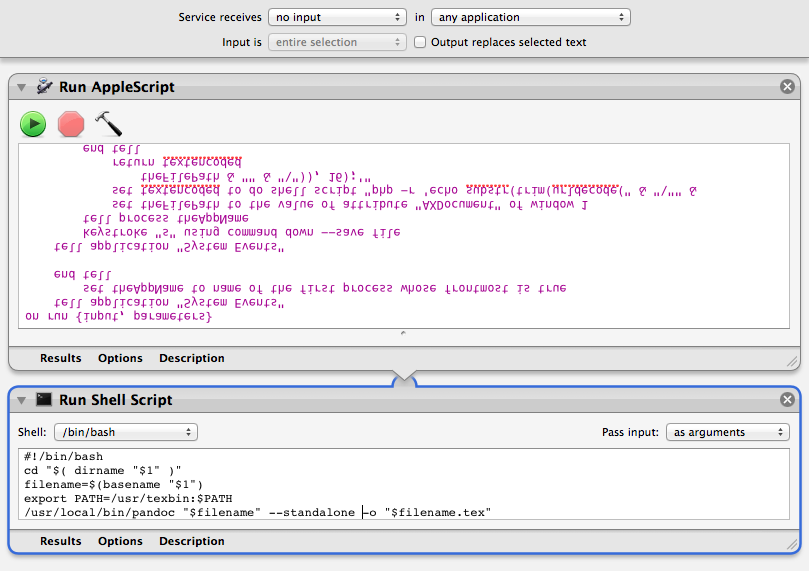 Service receives no input in any application
Input is entire selection Output replaces selected text
Run AppleScript
on run {input, parameters}
tell application "System Events"
set theAppName to name of the first process whose frontmost is true
end tell
tell application "System Events"
keystroke "s" using command down --save file
tell process theAppName
set theFilePath to the value of attribute "AXDocument" of window 1
set textencoded to do shell script "php -r 'echo substr(trim(urldecode(" & "\"" &
theFilePath & "" & "\")), 16);'"
return textencoded
end tell
Results Options Description
Run Shell Script
Shell: /bin/bash Pass input: as arguments
#!/bin/bash
cd "$( dirname "$1" )"
filename=$(basename "$1")
export PATH=/usr/texbin:$PATH
/usr/local/bin/pandoc "$filename" --standalone -o "$filename.tex"
Results Options Description